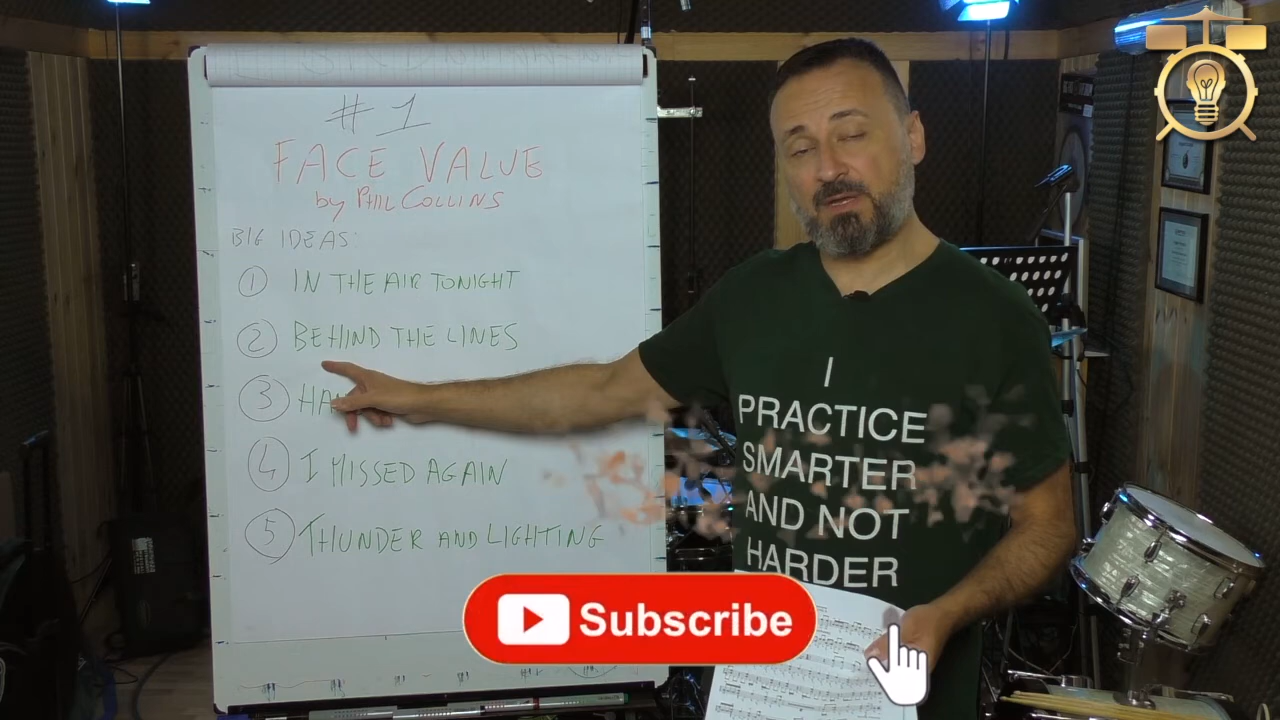 #1
FACE VALUE
by PHIL COLLINS
BIG IDEAS:
1 IN THE AIR TONIGHT
2 BEHIND THE LINES
3 HA
4 I MISSED AGAIN
5 THUNDER AND LIGHTING
I
PRACTICE
SMARTER
AND NOT
HARDER
Subscribe